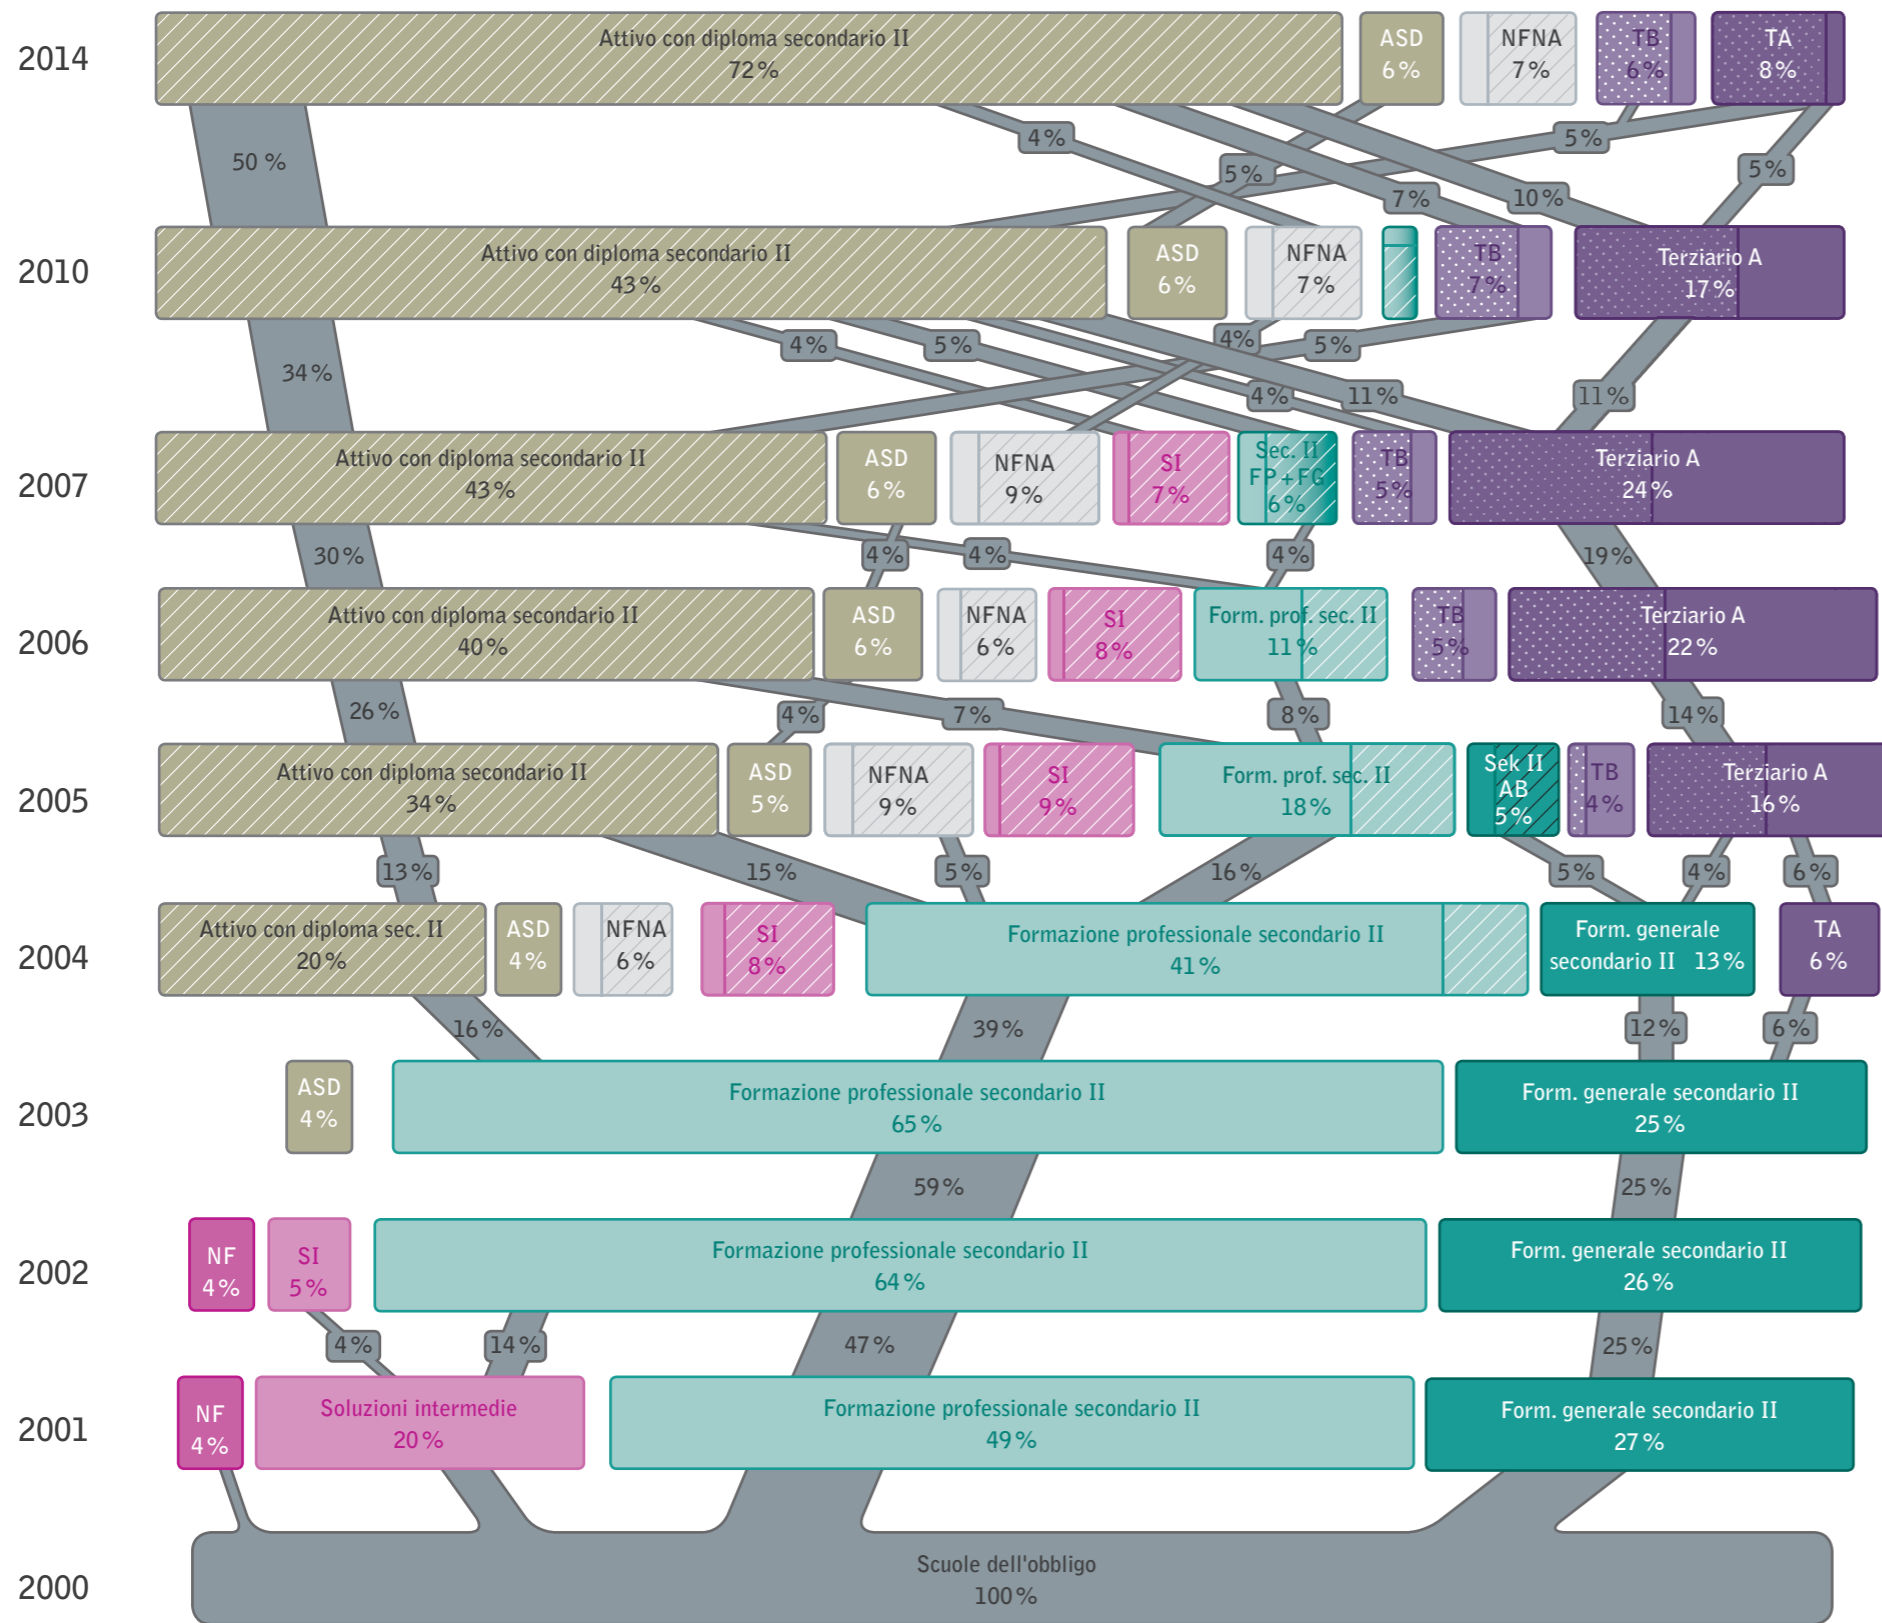 2014
Attivo con diploma secondario II
72%
ASD
6%
NFNA
7%
TB
6%
TA
8%
50 %
4%
5%
5%
7%
10%
5%
2010
Attivo con diploma secondario II
43%
ASD
6%
NFNA
7%
TB
7%
Terziario A
17%
34%
4%
5%
4%
5%
4%
11%
11%
2007
Attivo con diploma secondario II
43%
ASD
6%
NFNA
9%
SI
7%
Sec. II
FP+FG
6%
TB
5%
Terziario A
24%
30%
4%
4%
4%
19%
2006
Attivo con diploma secondario II
40%
ASD
6%
NFNA
6%
SI
8%
Form. prof. sec. II
11%
TB
5%
Terziario A
22%
26%
4%
7%
8%
14%
2005
Attivo con diploma secondario II
34%
ASD
5%
NFNA
9%
SI
9%
Form. prof. sec. II
18%
Sek II
AB
5%
TB
4%
Terziario A
16%
13%
15%
5%
16%
5%
4%
6%
2004
Attivo con diploma sec. II
20%
ASD
4%
NFNA
6%
SI
8%
Formazione professionale secondario II
41%
Form. generale
secondario II 13%
TA
6%
16%
39%
12%
6%
2003
ASD
4%
Formazione professionale secondario II
65%
Form. generale secondario II
25%
59%
25%
2002
NF
4%
SI
5%
Formazione professionale secondario II
64%
Form. generale secondario II
26%
4%
14%
47%
25%
2001
NF
4%
Soluzioni intermedie
20%
Formazione professionale secondario II
49%
Form. generale secondario II
27%
2000
Scuole dell'obbligo
100%